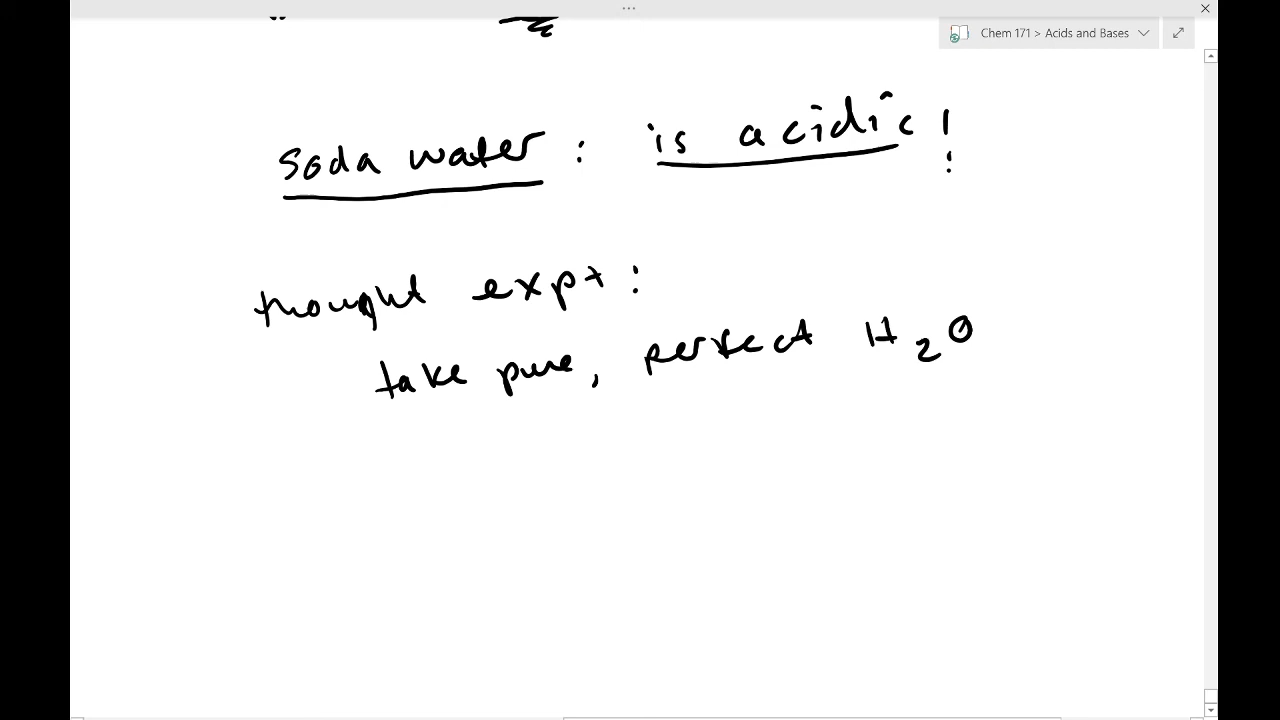 Chem 171 > Acids and Bases
soda water : is acidic !
thought expt :
take pure, perfect H2O